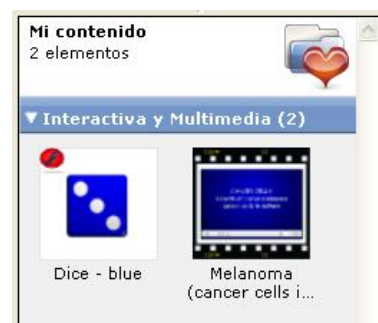 Mi contenido
2 elementos
Interactiva y Multimedia (2)
Dice - blue
Melanoma
(cancer cells i...